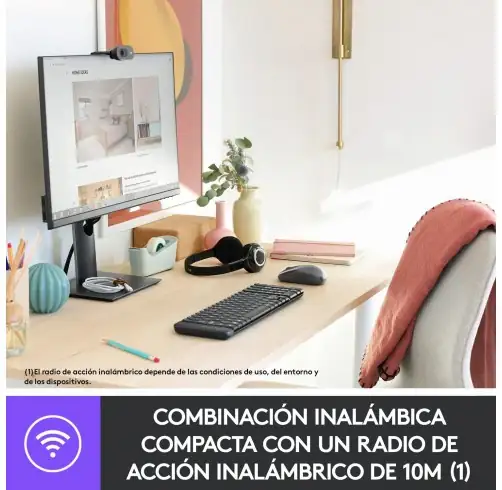 (1)El radio de acción inalámbrico depende de las condiciones de uso, del entorno y
de los dispositivos.
COMBINACIÓN INALÁMBICA
COMPACTA CON UN RADIO DE
ACCIÓN INALÁMBRICO DE 10M (1)